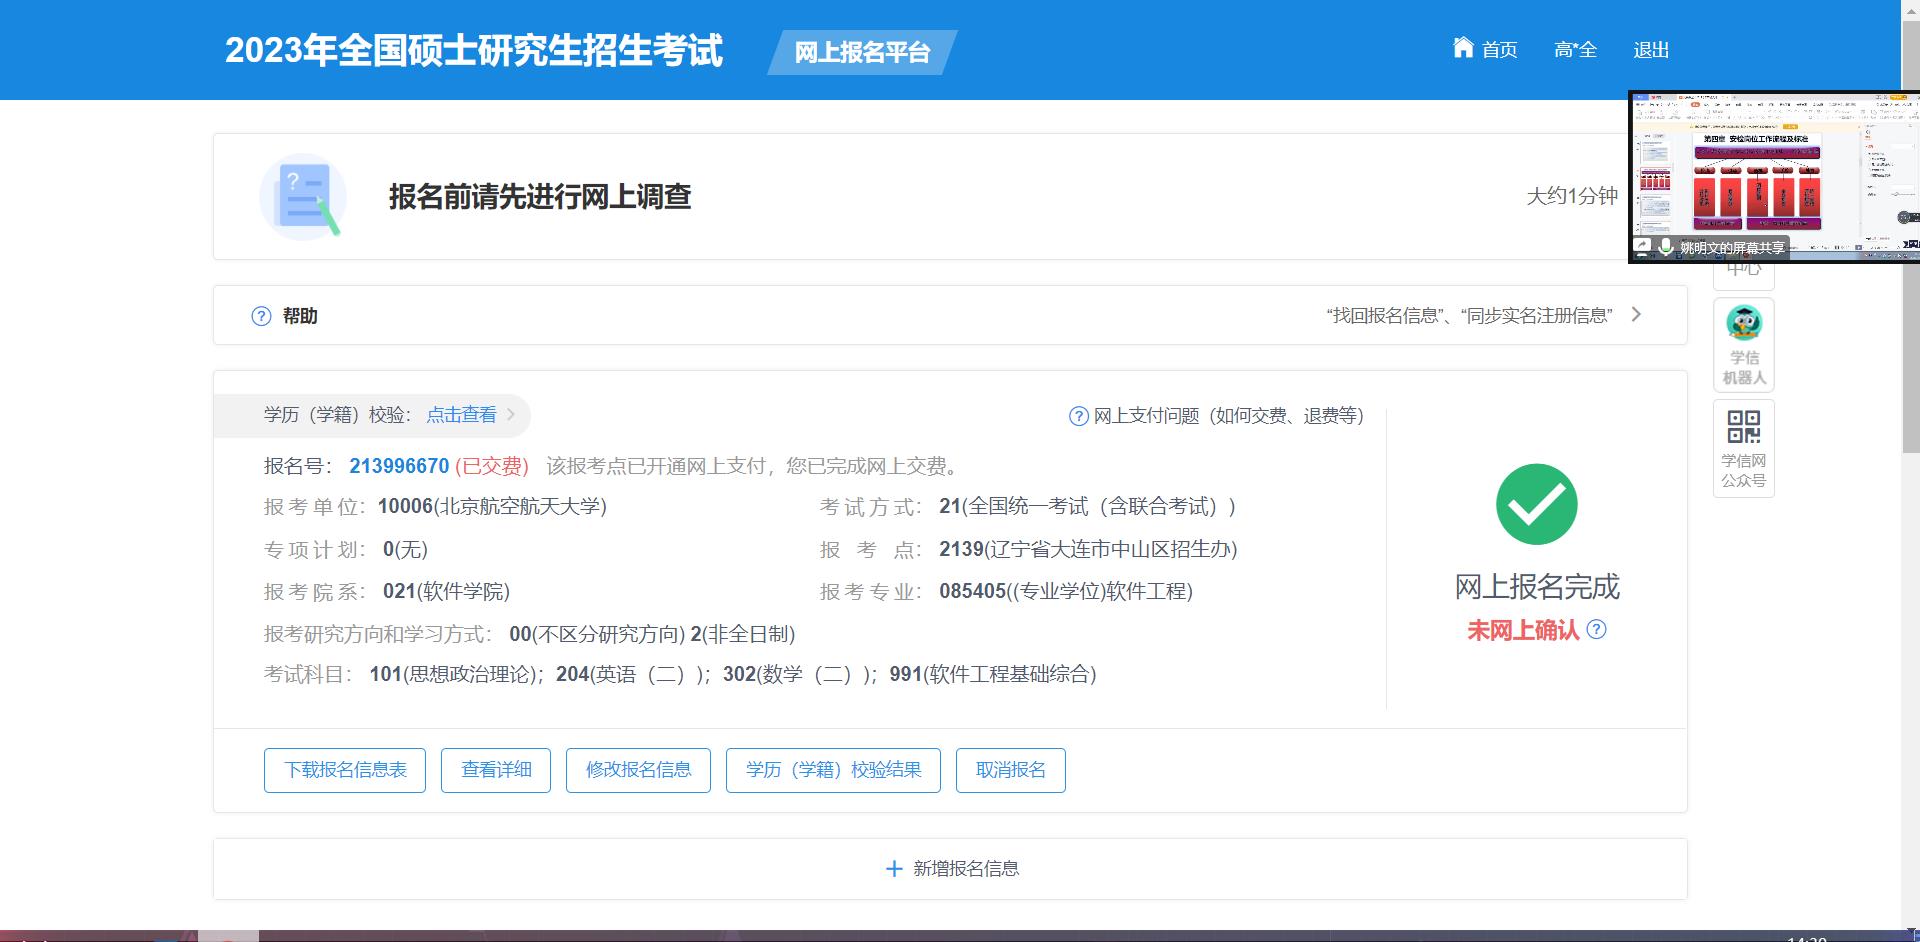 2023年全国硕士研究生招生考试 网上报名平台 首页 高*全 退出
报名前请先进行网上调查 大约1分钟
第四章 安检岗位工作流程及标准
姚明文的屏幕共享
中心
帮助 “找回报名信息”、“同步实名注册信息”
学信
机器人
学历（学籍）校验： 点击查看 网上支付问题（如何交费、退费等）
报名号： 213996670 (已交费) 该报考点已开通网上支付，您已完成网上交费。
学信网
公众号
报考单位：10006(北京航空航天大学) 考试方式：21(全国统一考试（含联合考试）)
专项计划：0(无) 报 考 点：2139(辽宁省大连市中山区招生办)
报考院系：021(软件学院) 报考专业：085405((专业学位)软件工程)
网上报名完成
未网上确认
报考研究方向和学习方式： 00(不区分研究方向) 2(非全日制)
考试科目： 101(思想政治理论)；204(英语（二）)；302(数学（二）)；991(软件工程基础综合)
下载报名信息表 查看详细 修改报名信息 学历（学籍）校验结果 取消报名
新增报名信息